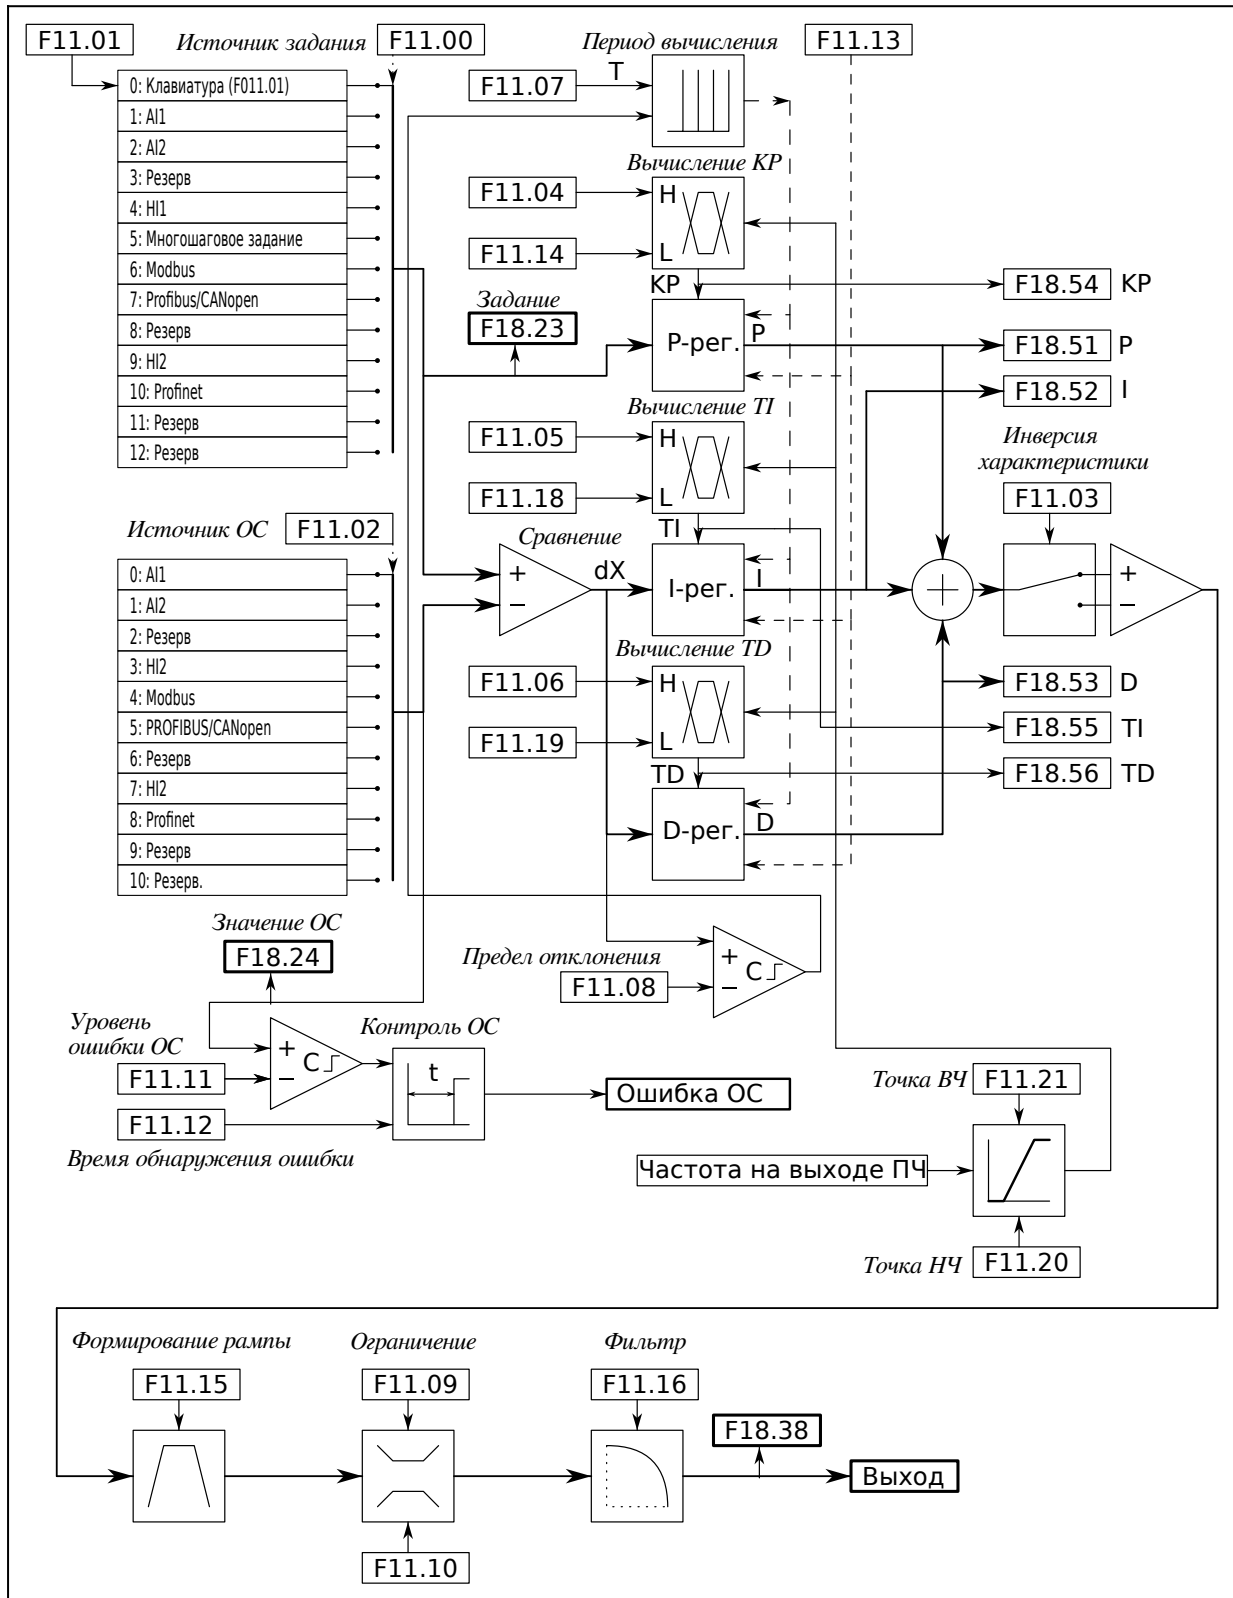 F11.01
Источник задания
F11.00
0: Клавиатура (F011.01)
1: AI1
2: AI2
3: Резерв
4: HI1
5: Многошаговое задание
6: Modbus
7: Profibus/CANopen
8: Резерв
9: HI2
10: Profinet
11: Резерв
12: Резерв
Период вычисления
F11.13
F11.07
T
Вычисление KP
F11.04
H
F11.14
L
KP
F18.54
KP
Задание
F18.23
P-рег.
P
F18.51
P
F18.52
I
Вычисление TI
F11.05
H
F11.18
L
TI
Инверсия
характеристики
F11.03
Источник ОС
F11.02
0: AI1
1: AI2
2: Резерв
3: HI2
4: Modbus
5: PROFIBUS/CANopen
6: Резерв
7: HI2
8: Profinet
9: Резерв
10: Резерв.
Сравнение
+
−
dX
I-рег.
I
+
−
Вычисление TD
F11.06
H
F11.19
L
TD
F18.53
D
F18.55
TI
F18.56
TD
D-рег.
D
Значение ОС
F18.24
Предел отклонения
F11.08
+
−
C
Уровень
ошибки ОС
F11.11
+
−
C
Контроль ОС
t
F11.12
Время обнаружения ошибки
Ошибка ОС
Точка ВЧ
F11.21
Частота на выходе ПЧ
Точка НЧ
F11.20
Формирование рампы
F11.15
Ограничение
F11.09
F11.10
Фильтр
F11.16
F18.38
Выход